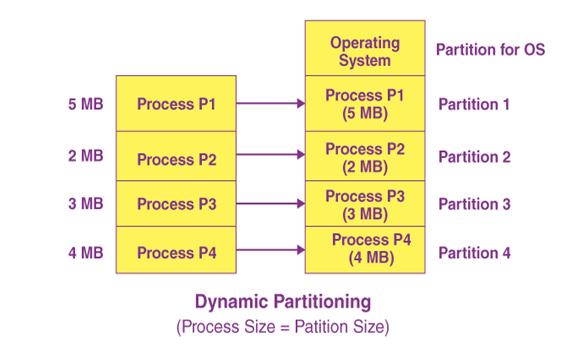 Operating
System
Partition for OS
5 MB
Process P1
Process P1
(5 MB)
Partition 1
2 MB
Process P2
Process P2
(2 MB)
Partition 2
3 MB
Process P3
Process P3
(3 MB)
Partition 3
4 MB
Process P4
Process P4
(4 MB)
Partition 4
Dynamic Partitioning
(Process Size = Patition Size)